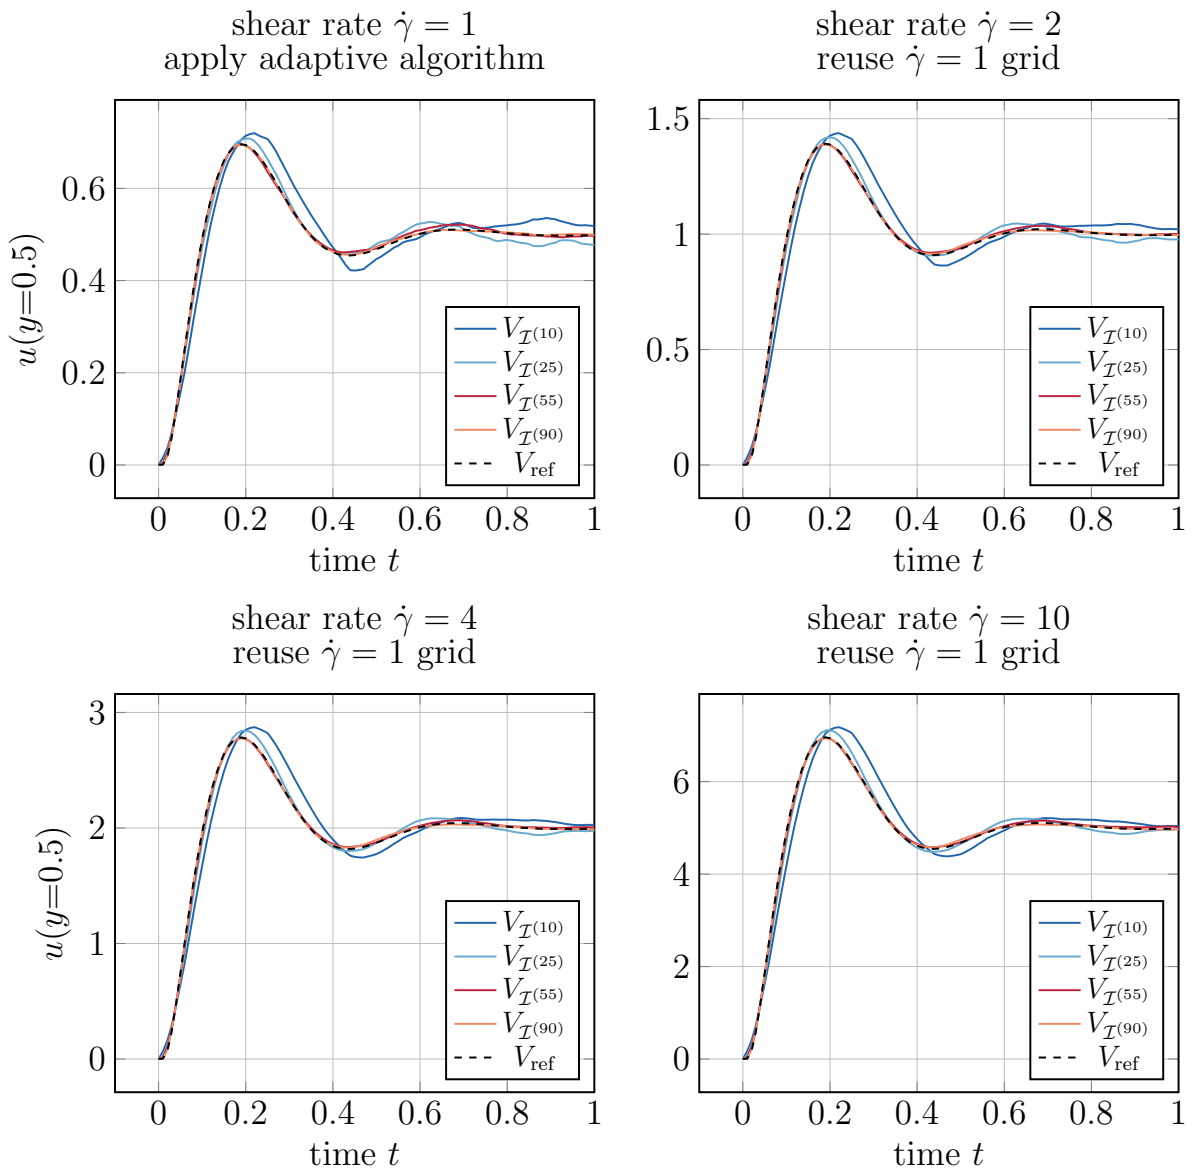 shear rate γ̇ = 1
apply adaptive algorithm
u(y=0.5)
0.6
0.4
0.2
0
0 0.2 0.4 0.6 0.8 1
time t
V_I(10)
V_I(25)
V_I(55)
V_I(90)
V_ref
shear rate γ̇ = 2
reuse γ̇ = 1 grid
1.5
1
0.5
0
0 0.2 0.4 0.6 0.8 1
time t
V_I(10)
V_I(25)
V_I(55)
V_I(90)
V_ref
shear rate γ̇ = 4
reuse γ̇ = 1 grid
u(y=0.5)
3
2
1
0
0 0.2 0.4 0.6 0.8 1
time t
V_I(10)
V_I(25)
V_I(55)
V_I(90)
V_ref
shear rate γ̇ = 10
reuse γ̇ = 1 grid
6
4
2
0
0 0.2 0.4 0.6 0.8 1
time t
V_I(10)
V_I(25)
V_I(55)
V_I(90)
V_ref